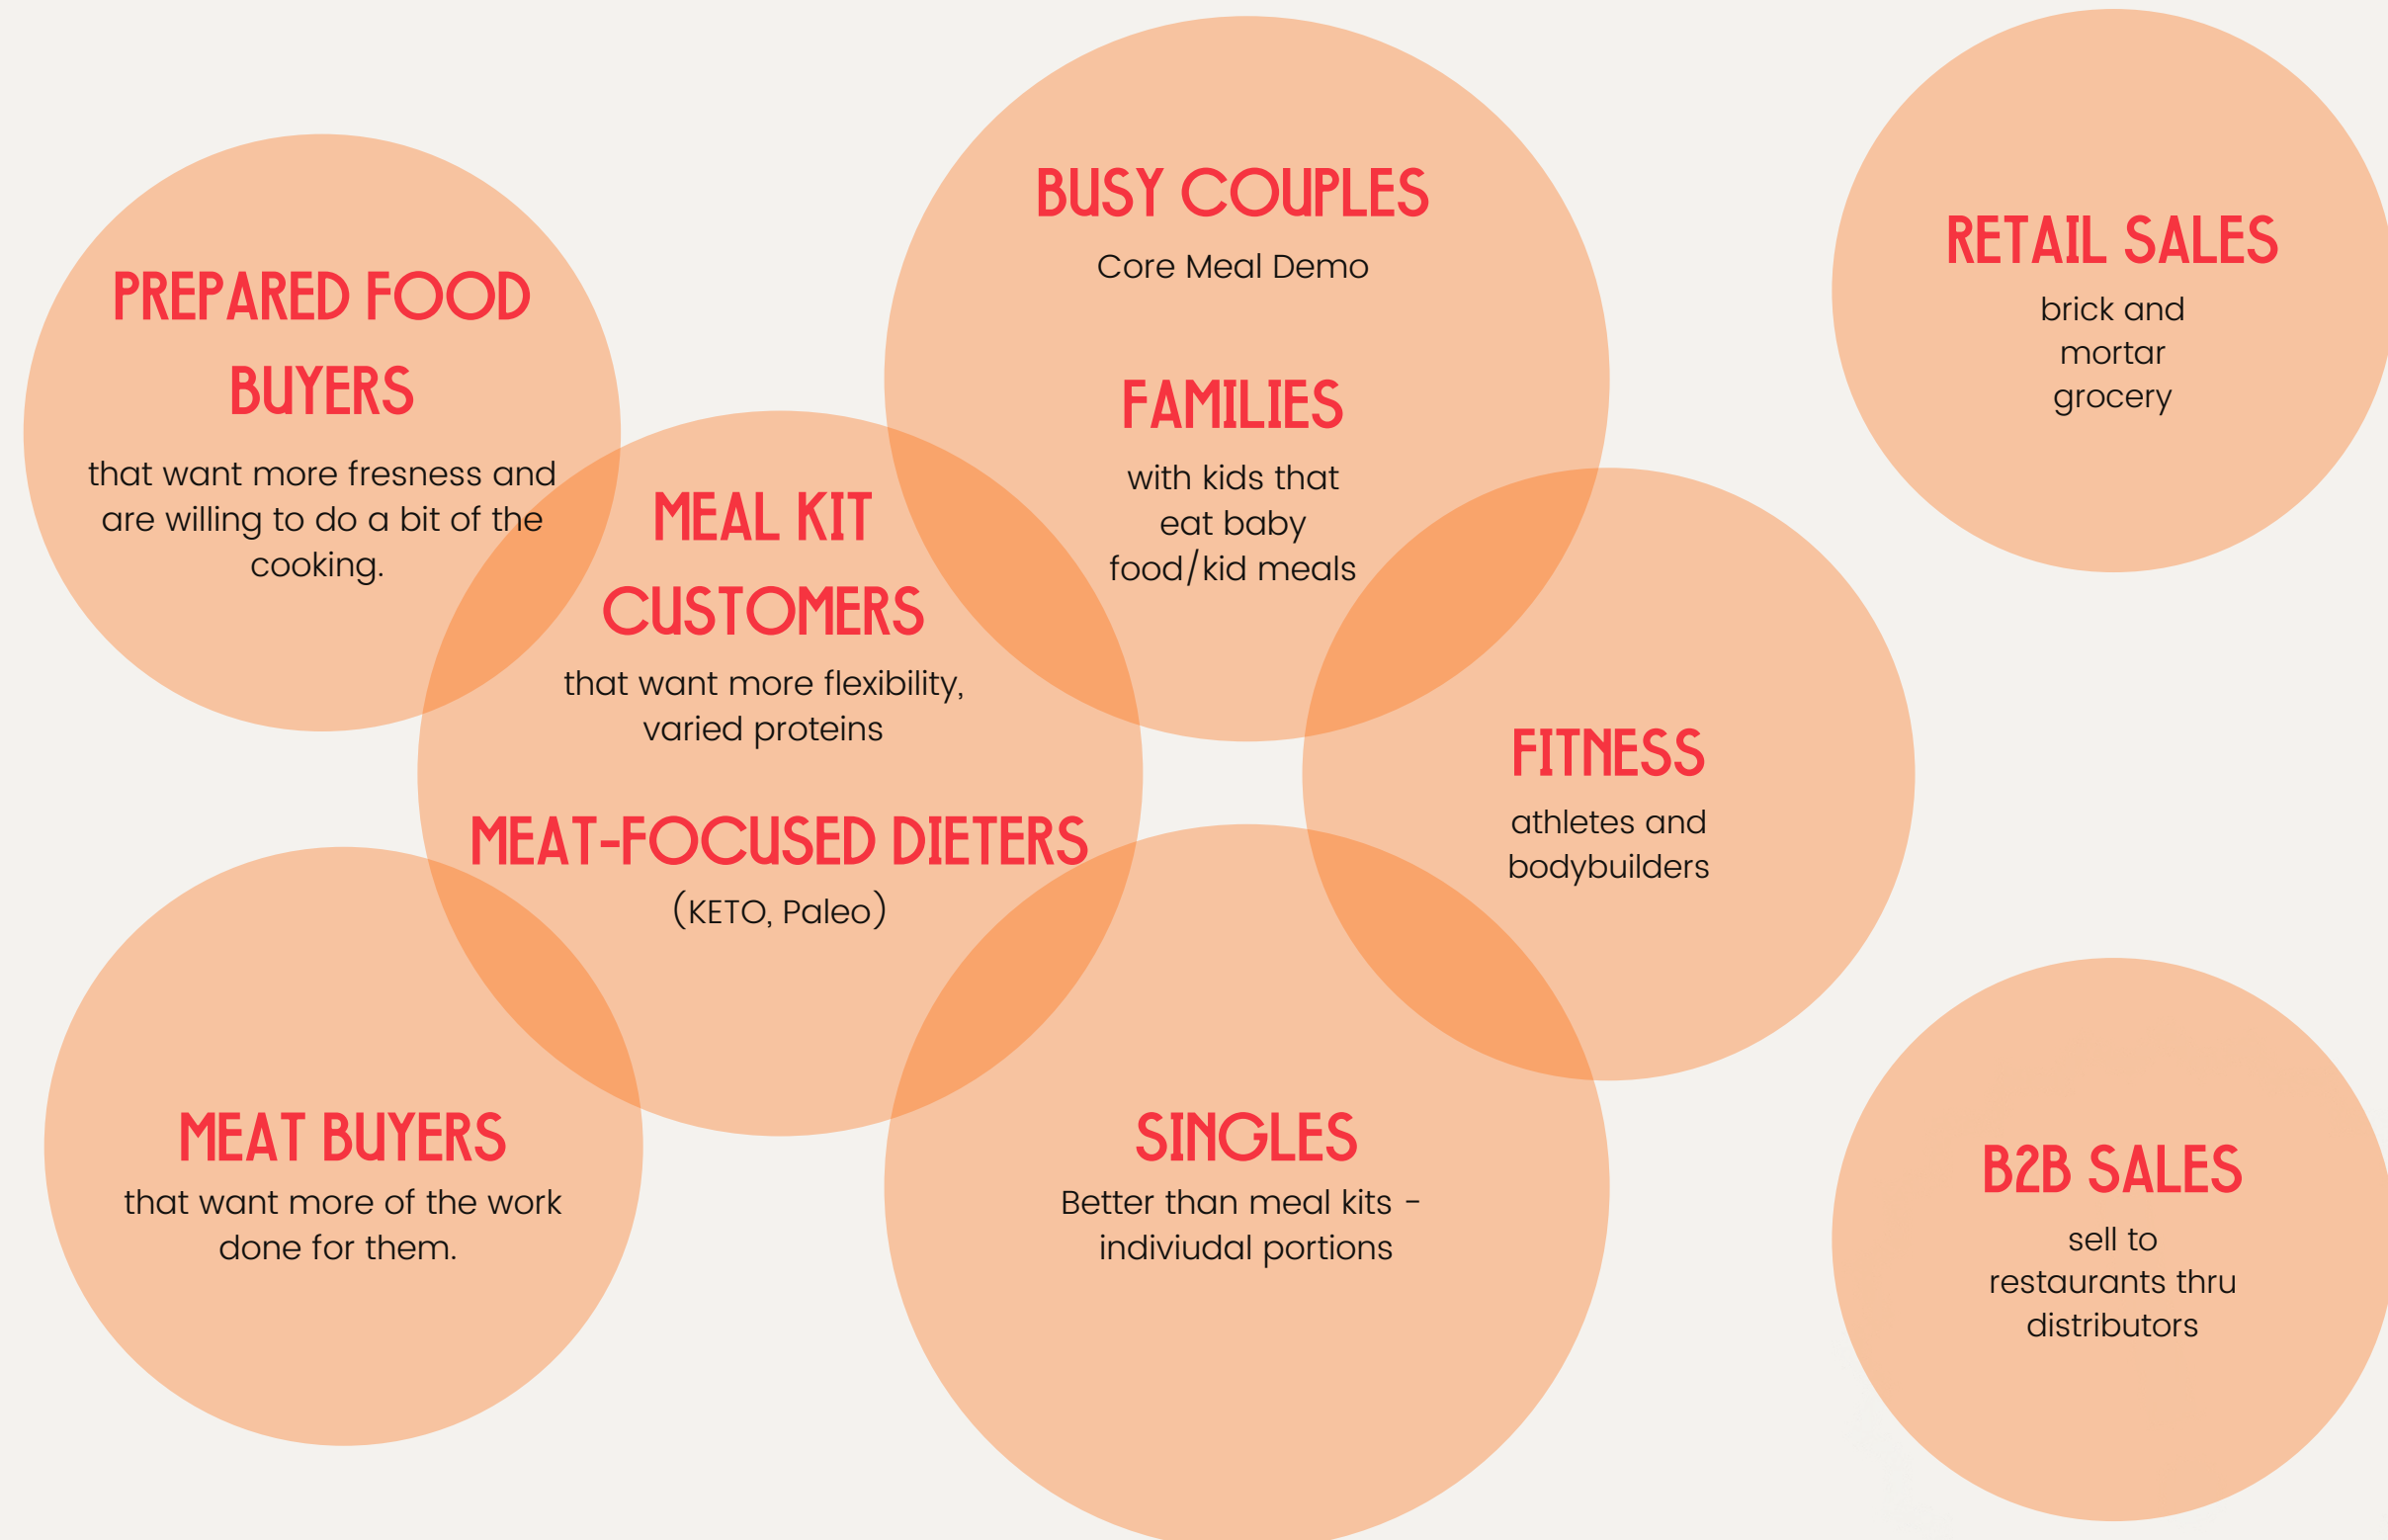 PREPARED FOOD
BUYERS
that want more fresness and
are willing to do a bit of the
cooking.
MEAL KIT
CUSTOMERS
that want more flexibility,
varied proteins
MEAT-FOCUSED DIETERS
(KETO, Paleo)
MEAT BUYERS
that want more of the work
done for them.
BUSY COUPLES
Core Meal Demo
FAMILIES
with kids that
eat baby
food/kid meals
FITNESS
athletes and
bodybuilders
SINGLES
Better than meal kits -
indiviudal portions
RETAIL SALES
brick and
mortar
grocery
B2B SALES
sell to
restaurants thru
distributors